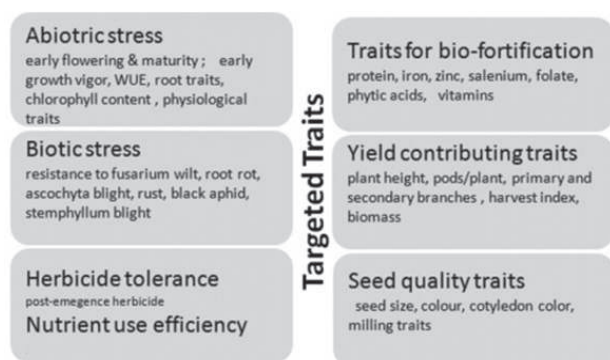 Abiotric stress
early flowering & maturity ; early
growth vigor, WUE, root traits,
chlorophyll content , physiological
traits
Biotic stress
resistance to fusarium wilt, root rot,
ascochyta blight, rust, black aphid,
stemphyllum blight
Herbicide tolerance
post-emegence herbicide
Nutrient use efficiency
Targeted Traits
Traits for bio-fortification
protein, iron, zinc, salenium, folate,
phytic acids, vitamins
Yield contributing traits
plant height, pods/plant, primary and
secondary branches , harvest index,
biomass
Seed quality traits
seed size, colour, cotyledon color,
milling traits